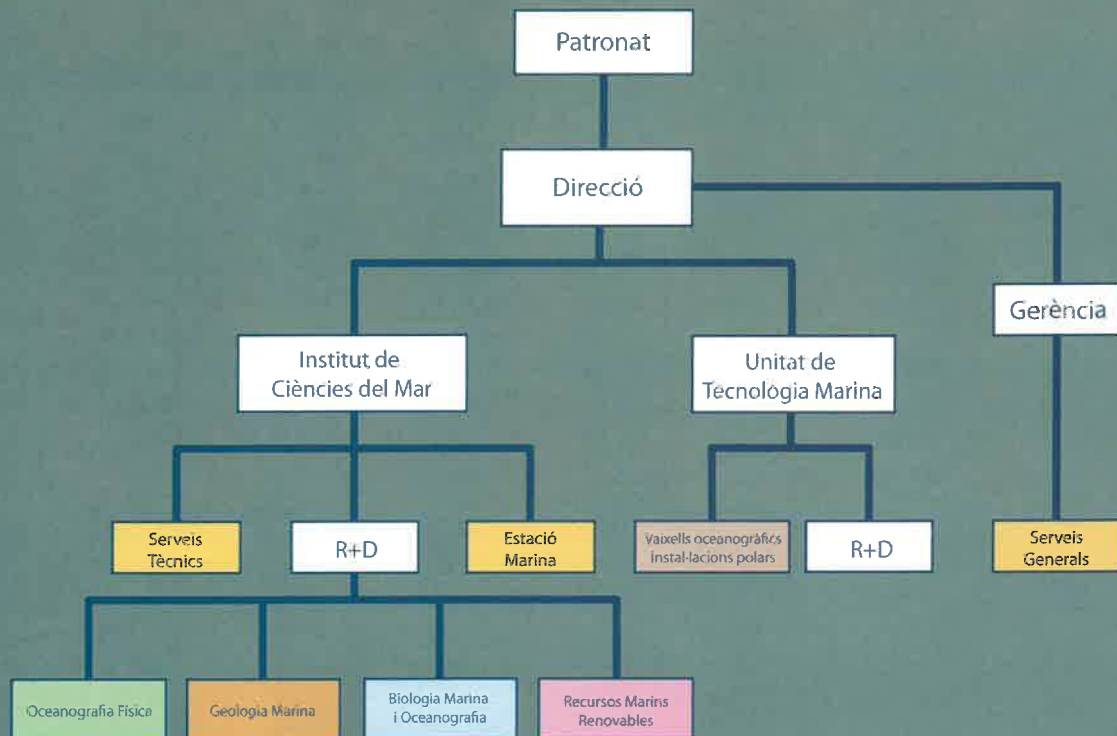 Patronat
Direcció
Gerència
Institut de
Ciències del Mar
Unitat de
Tecnológia Marina
Serveis
Tècnics
R+D
Estació
Marina
Vaixells oceanogràfics
instal·lacions polars
R+D
Serveis
Generals
Oceanografia Física
Geologia Marina
Biologia Marina
i Oceanografia
Recursos Marins
Renovables